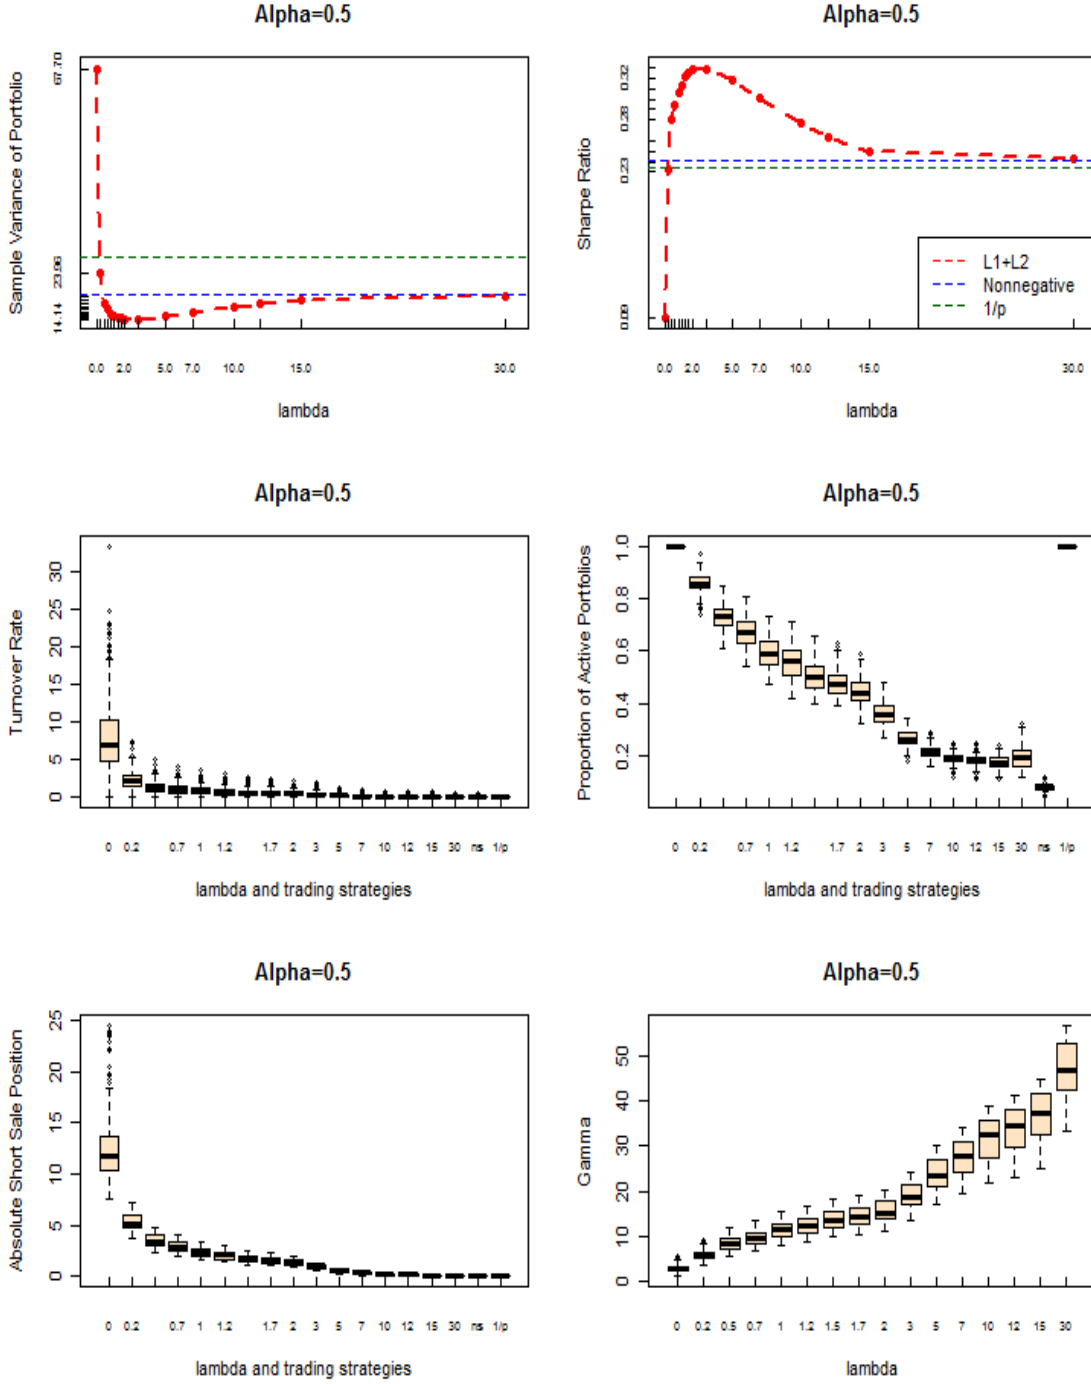 Alpha=0.5
Sample Variance of Portfolio
67.70
23.96
14.14
0.0 2.0 5.0 7.0 10.0 15.0 30.0
lambda
Alpha=0.5
Sharpe Ratio
0.32
0.28
0.23
0.0 2.0 5.0 7.0 10.0 15.0 30.0
lambda
L1+L2
Nonnegative
1/p
Alpha=0.5
Turnover Rate
30
25
20
15
10
5
0
0 0.2 0.7 1 1.2 1.7 2 3 5 7 10 12 15 30 ns 1/p
lambda and trading strategies
Alpha=0.5
Proportion of Active Portfolios
1.0
0.8
0.6
0.4
0.2
0 0.2 0.7 1 1.2 1.7 2 3 5 7 10 12 15 30 ns 1/p
lambda and trading strategies
Alpha=0.5
Absolute Short Sale Position
25
20
15
10
5
0
0 0.2 0.7 1 1.2 1.7 2 3 5 7 10 12 15 30 ns 1/p
lambda and trading strategies
Alpha=0.5
Gamma
50
40
30
20
10
0
0 0.2 0.5 0.7 1 1.2 1.5 1.7 2 3 5 7 10 12 15 30
lambda